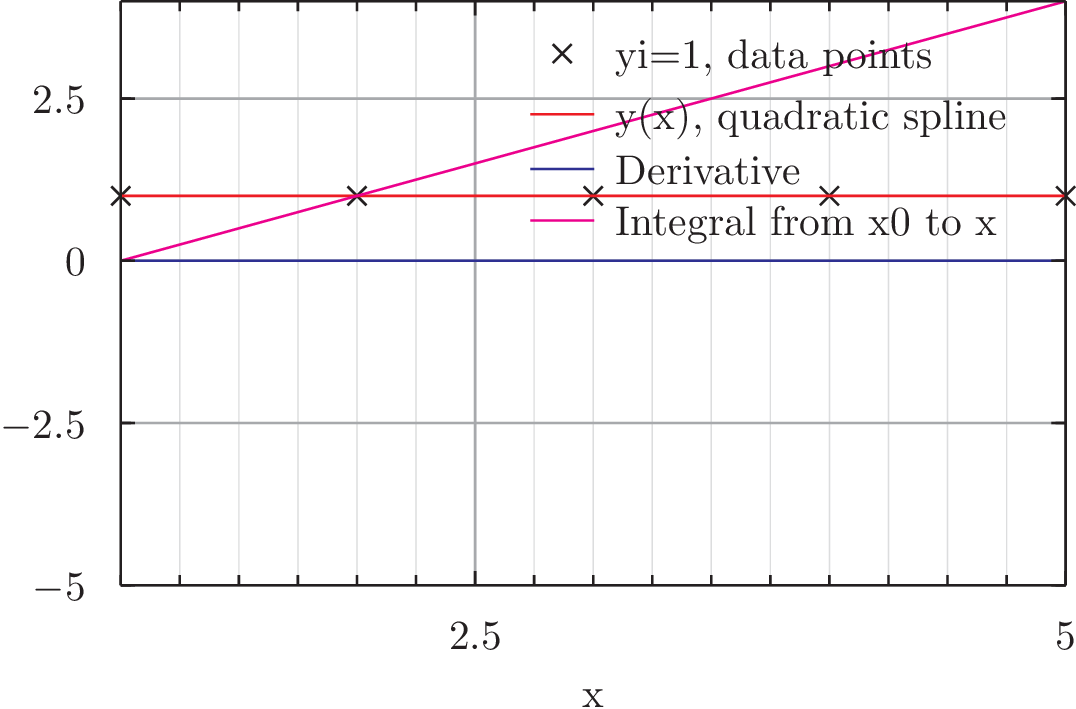 yi=1, data points
2.5
y(x), quadratic spline
Derivative
Integral from x0 to x
0
−2.5
−5
2.5 5
x